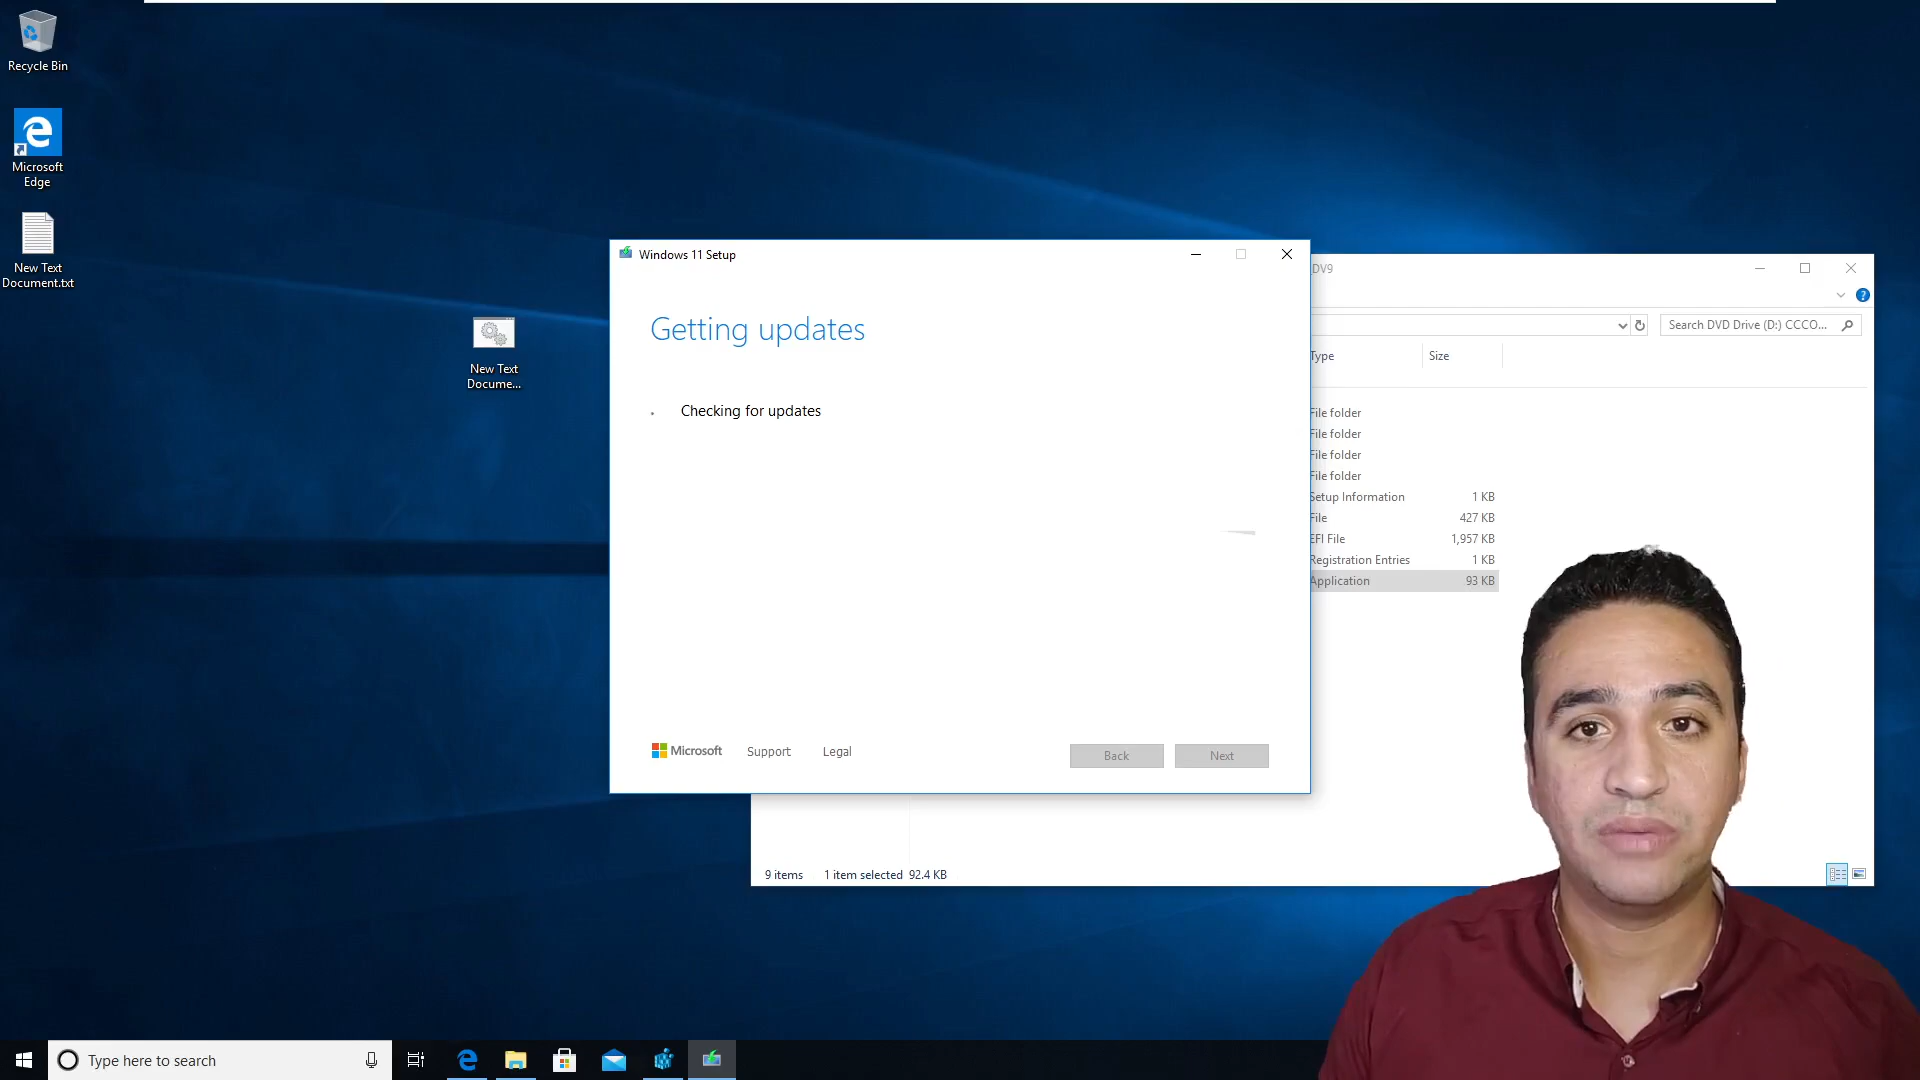 Recycle Bin
Microsoft
Edge
New Text
Document.txt
New Text
Docume...
Windows 11 Setup
Getting updates
Checking for updates
Microsoft
Support
Legal
Back
Next
DV9
?
Search DVD Drive (D:) CCCO...
Type
Size
File folder
File folder
File folder
File folder
Setup Information 1 KB
File 427 KB
EFI File 1,957 KB
Registration Entries 1 KB
Application 93 KB
9 items 1 item selected 92.4 KB
Type here to search